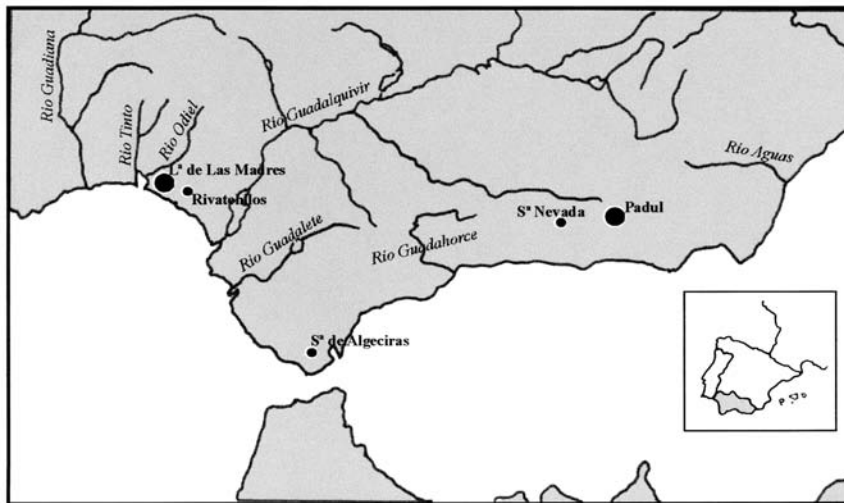 Rio Guadiana
Rio Tinto
Rio Odiel
Rio Guadalquivir
Rio Aguas
Lª de Las Madres
Rivatehilos
Sª Nevada
Padul
Rio Guadalete
Rio Guadahorce
Sª de Algeciras